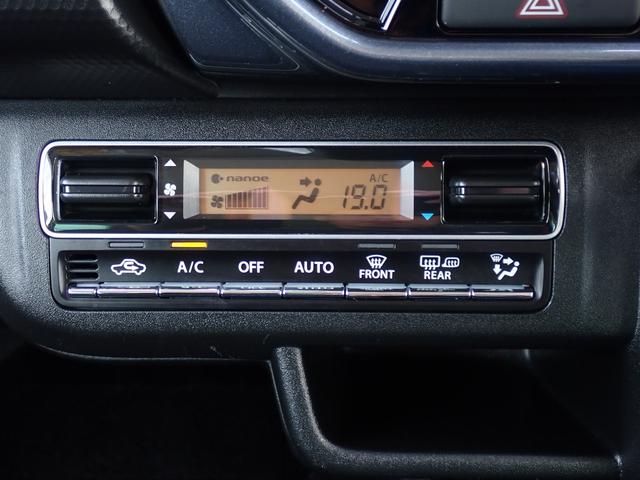 nanoe
A/C
19.0
A/C OFF AUTO FRONT REAR